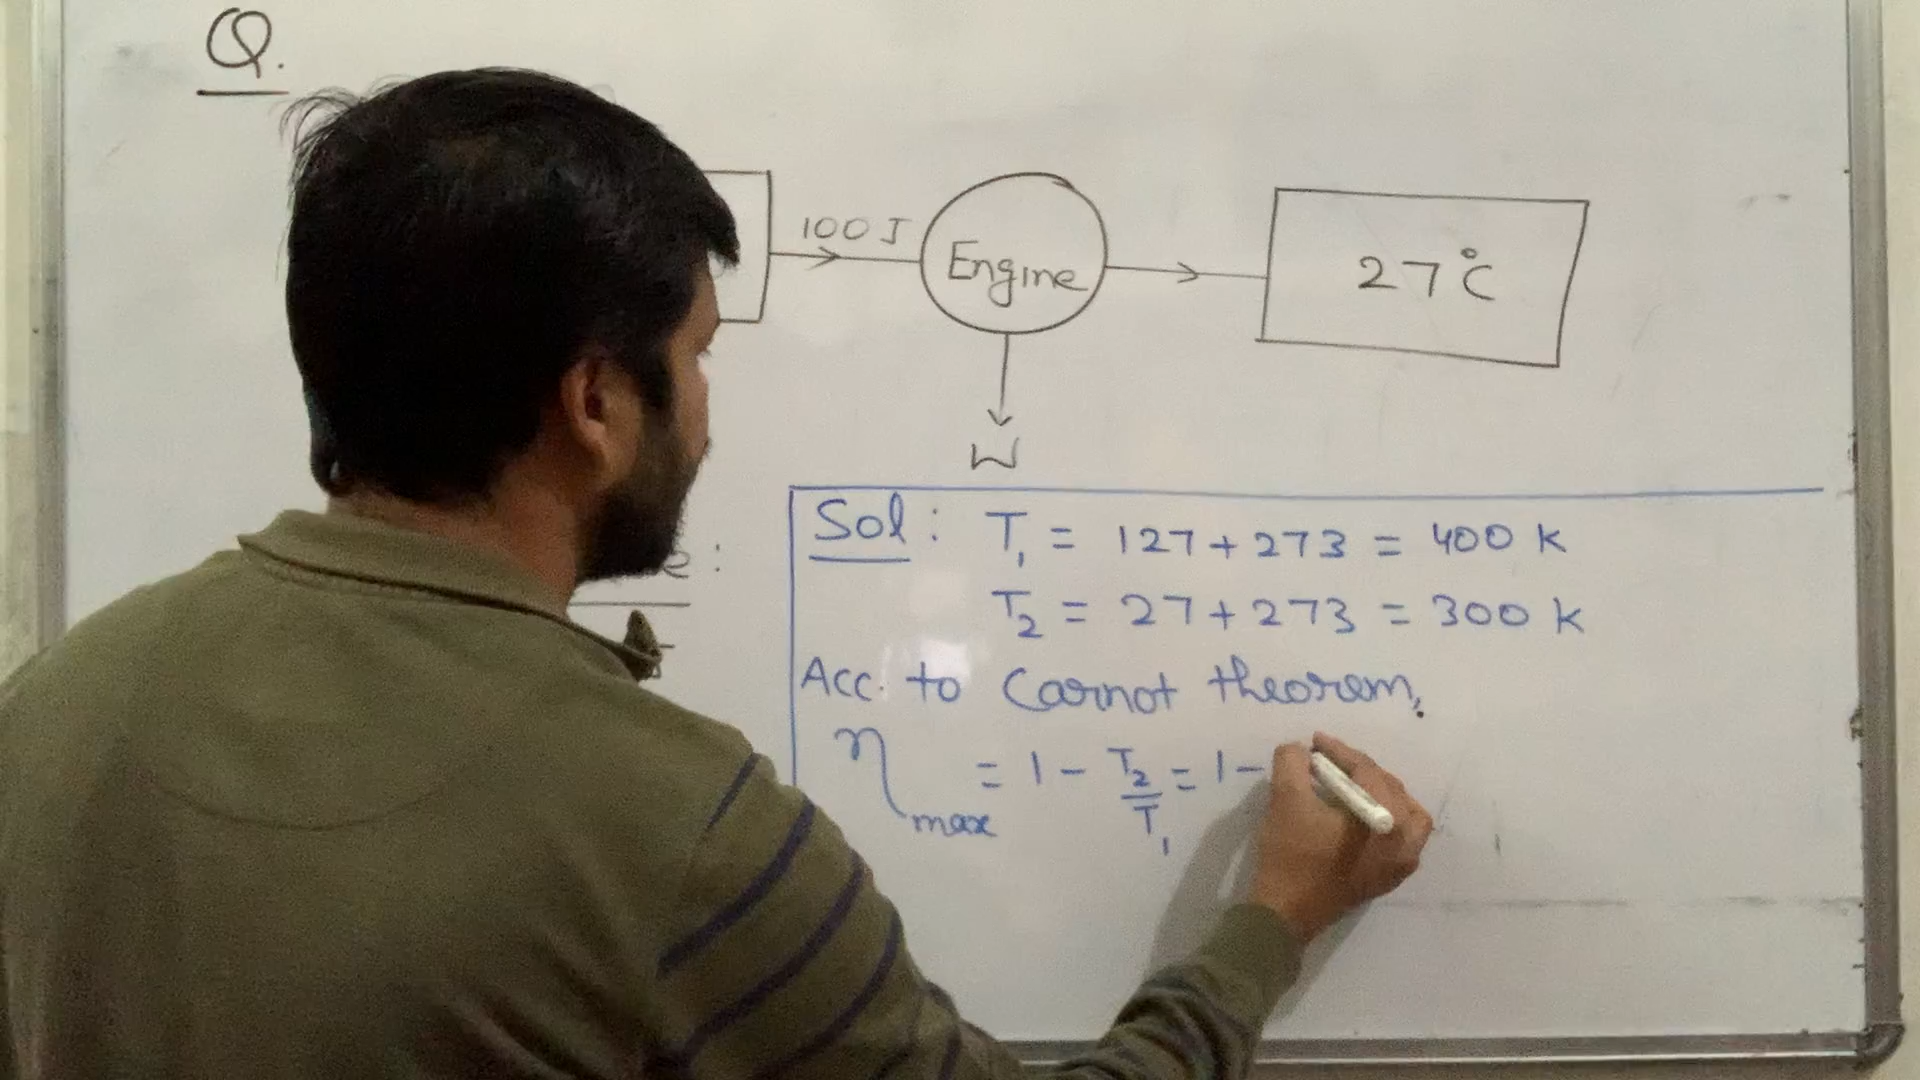 Q.
100 J
Engine
27°C
W
Sol: T₁ = 127 + 273 = 400 K
T₂ = 27 + 273 = 300 K
Acc. to Carnot theorem,
η max = 1 - T₂/T₁ = 1 -